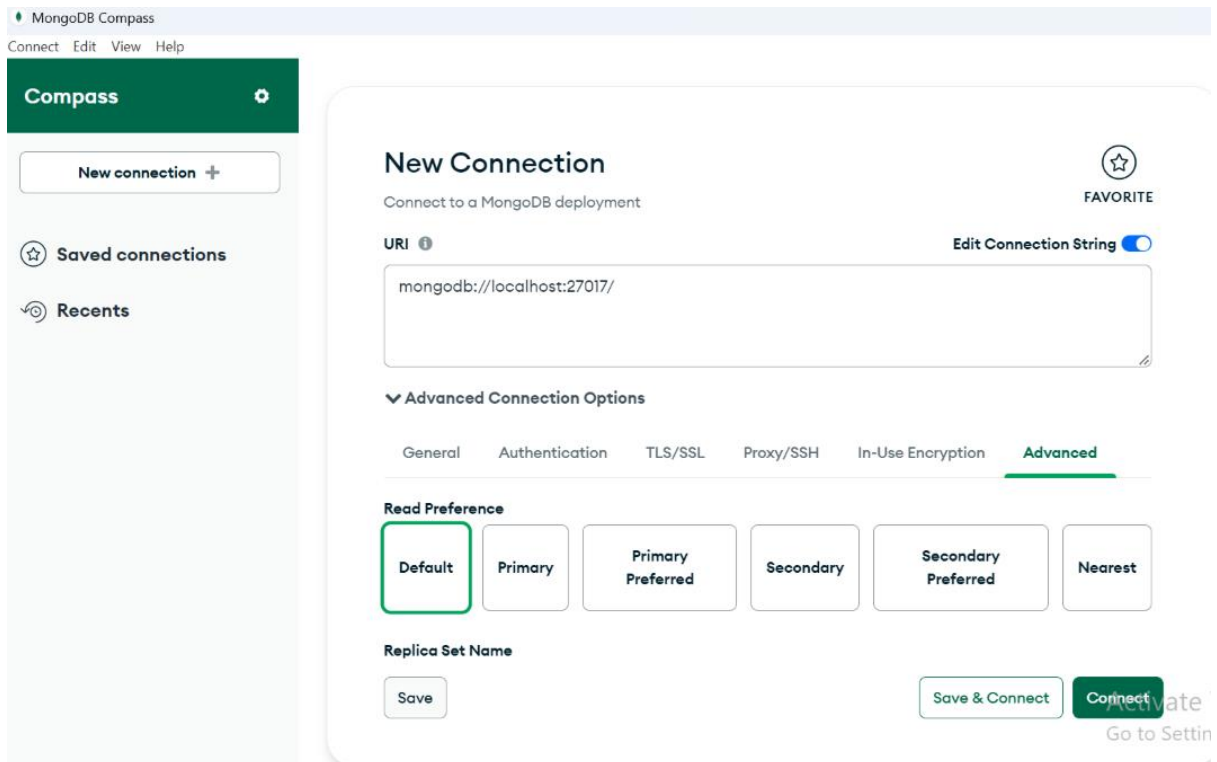 MongoDB Compass
Connect Edit View Help
Compass
New connection
Saved connections
Recents
New Connection
Connect to a MongoDB deployment
FAVORITE
URI
Edit Connection String
mongodb://localhost:27017/
Advanced Connection Options
General Authentication TLS/SSL Proxy/SSH In-Use Encryption Advanced
Read Preference
Default Primary Primary Preferred Secondary Secondary Preferred Nearest
Replica Set Name
Save Save & Connect Connect
Activate
Go to Settin